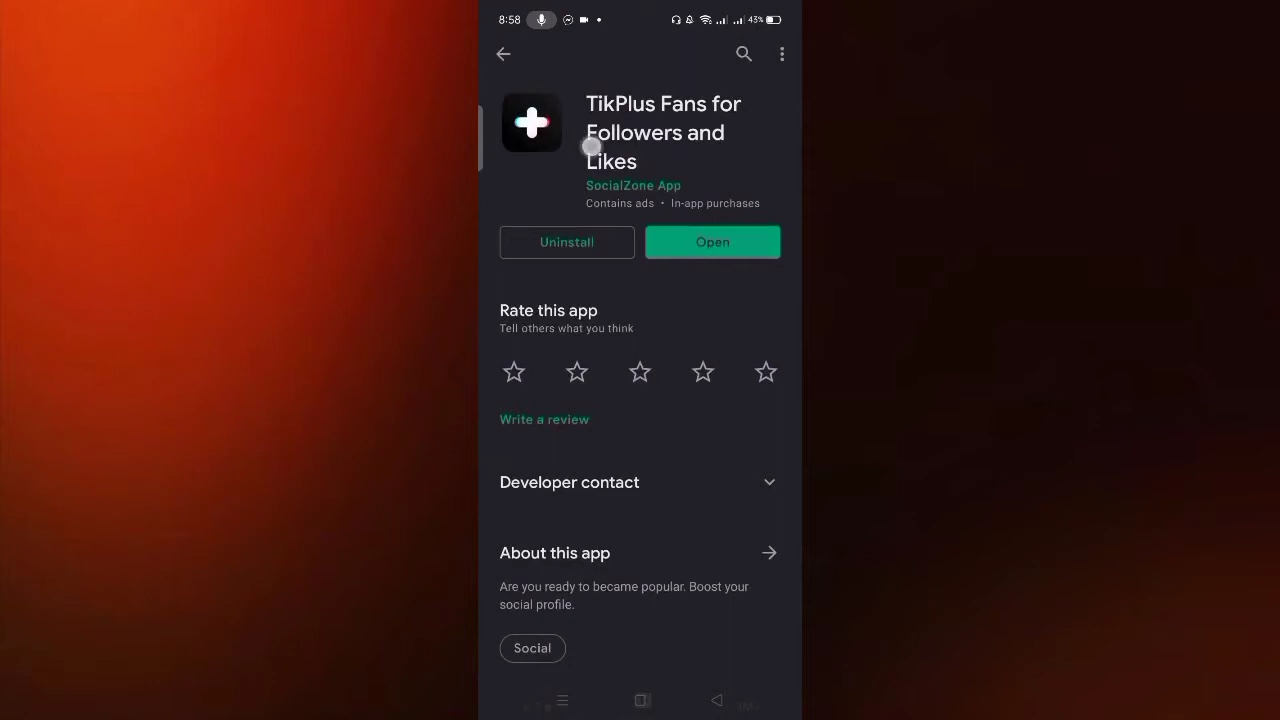 8:58
43%
TikPlus Fans for
Followers and
Likes
SocialZone App
Contains ads • In-app purchases
Uninstall
Open
Rate this app
Tell others what you think
Write a review
Developer contact
About this app
Are you ready to became popular. Boost your
social profile.
Social